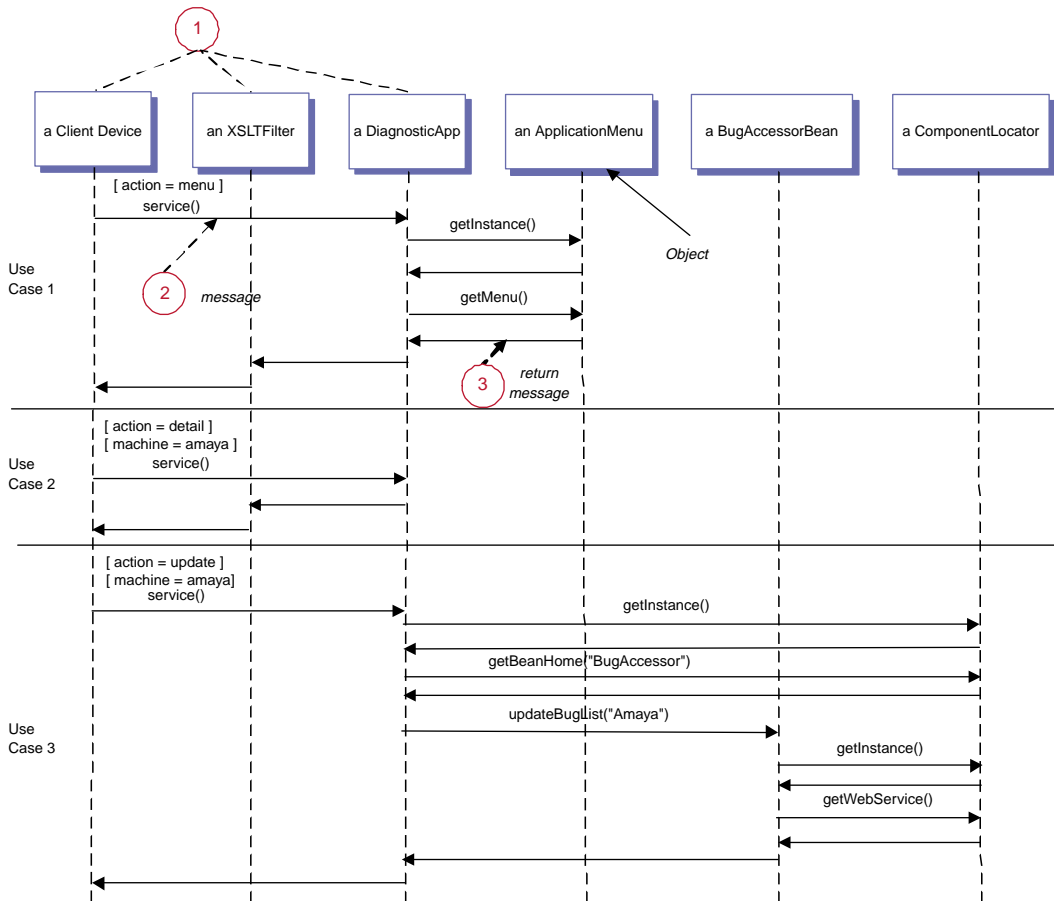 1
a Client Device
an XSLTFilter
a DiagnosticApp
an ApplicationMenu
a BugAccessorBean
a ComponentLocator
[ action = menu ]
service()
getInstance()
Object
Use
Case 1
2
message
getMenu()
3
return
message
[ action = detail ]
[ machine = amaya ]
service()
Use
Case 2
[ action = update ]
[ machine = amaya]
service()
getInstance()
getBeanHome("BugAccessor")
updateBugList("Amaya")
Use
Case 3
getInstance()
getWebService()